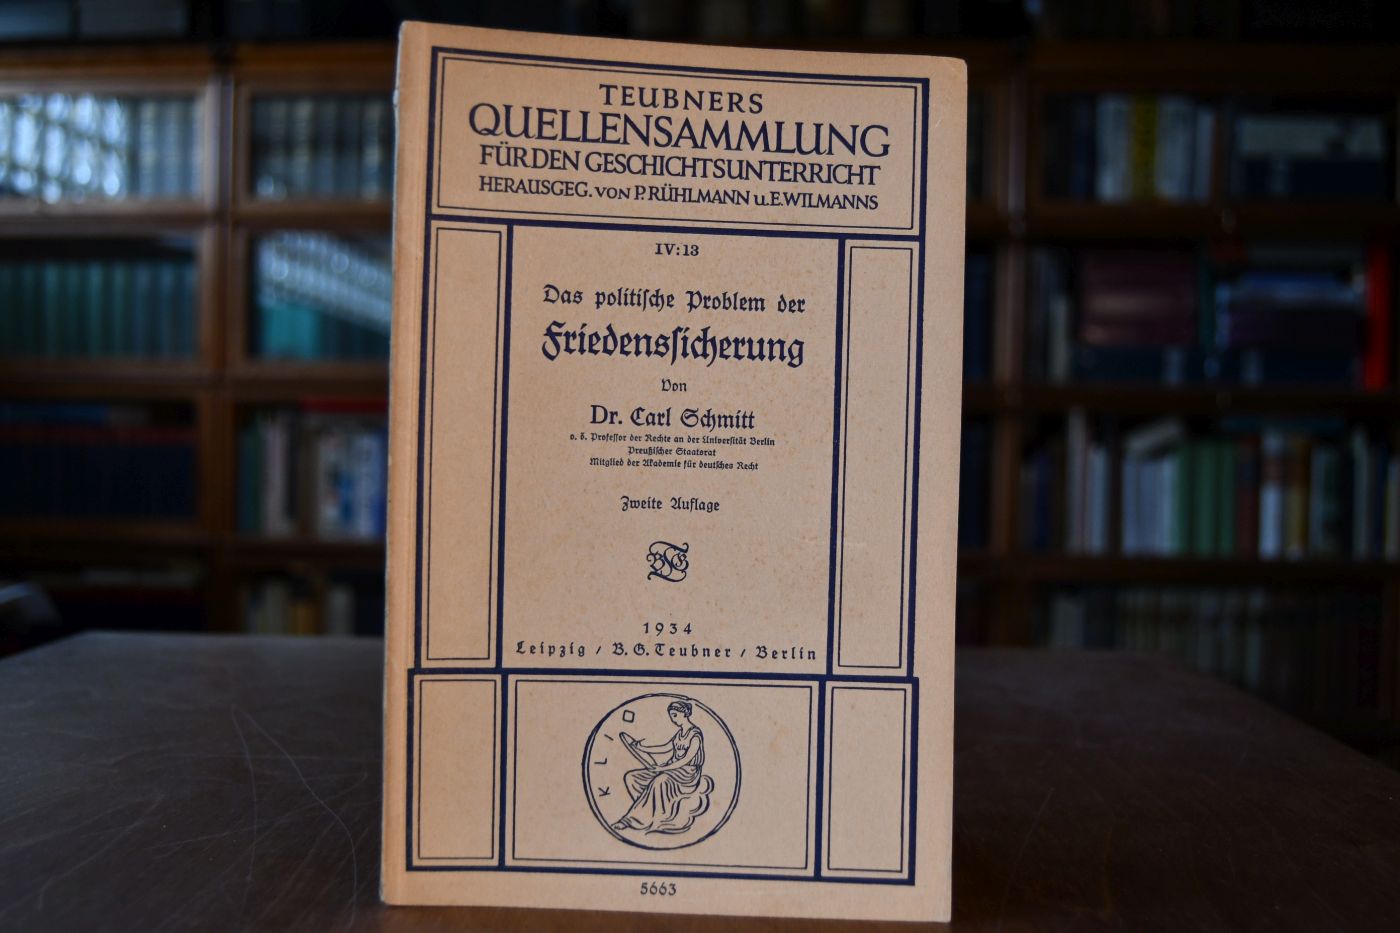 TEUBNERS
QUELLENSAMMLUNG
FÜR DEN GESCHICHTSUNTERRICHT
HERAUSGEG. VON P. RÜHLMANN U. E. WILMANNS
IV:13
Das politiſche Problem der
Friedensſicherung
Von
Dr. Carl Schmitt
o. ö. Profeſſor der Rechte an der Univerſität Berlin
Preußiſcher Staatsrat
Mitglied der Akademie für deutſches Recht
Zweite Auflage
BGT
1934
Leipzig / B. G. Teubner / Berlin
KLIO
5663